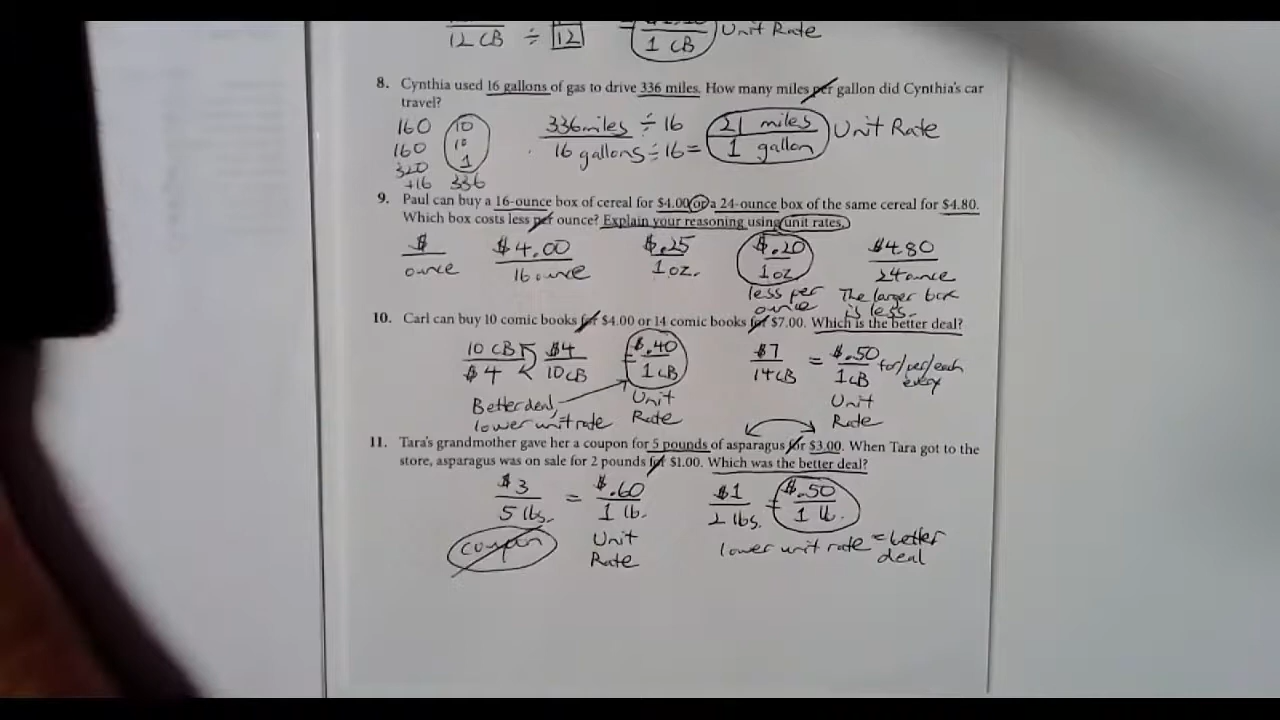 12 CB ÷ 12 = 1 CB Unit Rate
8. Cynthia used 16 gallons of gas to drive 336 miles. How many miles per gallon did Cynthia's car
travel?
160 10 336 miles ÷ 16 21 miles Unit Rate
160 10 16 gallons ÷ 16 = 1 gallon
320 1
+16 336
9. Paul can buy a 16-ounce box of cereal for $4.00 or a 24-ounce box of the same cereal for $4.80.
Which box costs less per ounce? Explain your reasoning using unit rates.
$ $4.00 $.25 $.20 $4.80
ounce 16 ounce 1 oz. 1 oz 24 ounce
less per The larger box
ounce is less.
10. Carl can buy 10 comic books for $4.00 or 14 comic books for $7.00. Which is the better deal?
10 CB $4 = $.40 $7 = $.50 for/per/each
$4 10 CB 1 CB 14 CB 1 CB every
Better deal, Unit Unit
lower unit rate Rate Rate
11. Tara's grandmother gave her a coupon for 5 pounds of asparagus for $3.00. When Tara got to the
store, asparagus was on sale for 2 pounds for $1.00. Which was the better deal?
$3 = $.60 $1 = $.50
5 lbs. 1 lb. 2 lbs. 1 lb.
coupon Unit lower unit rate = better
Rate deal